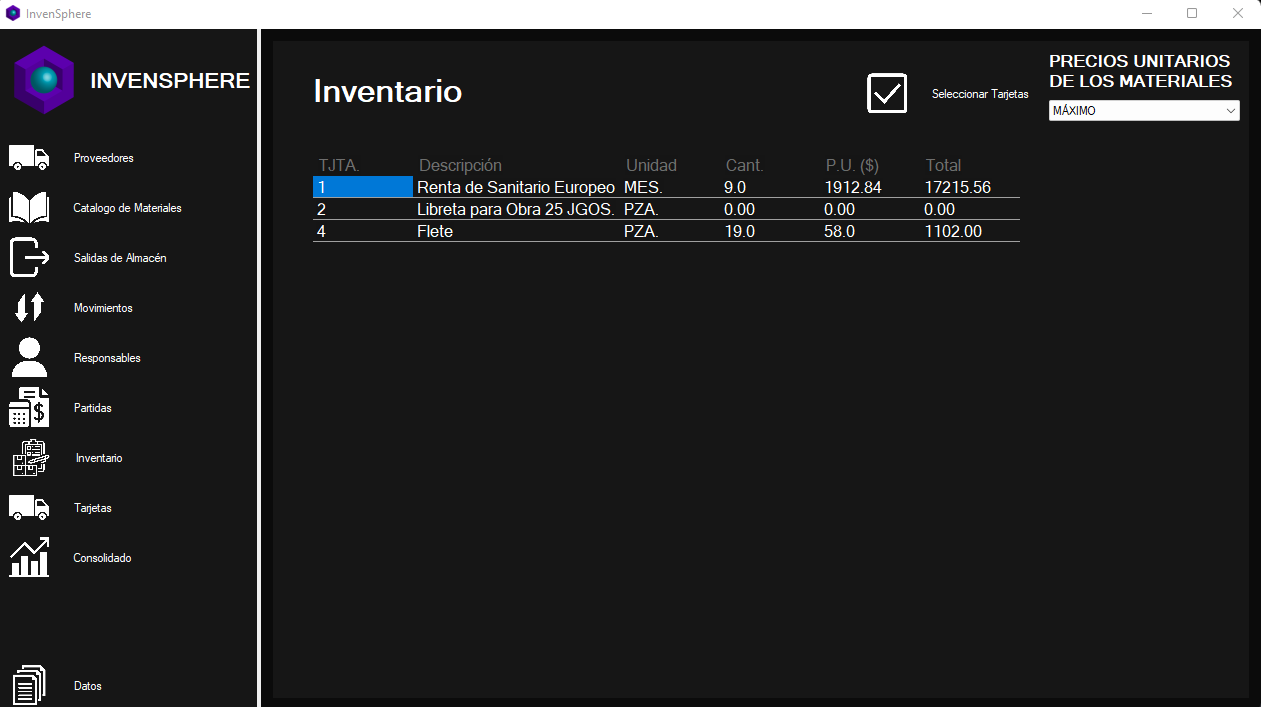 InvenSphere
INVENSPHERE
Proveedores
Catalogo de Materiales
Salidas de Almacén
Movimientos
Responsables
Partidas
Inventario
Tarjetas
Consolidado
Datos
Inventario
Seleccionar Tarjetas
PRECIOS UNITARIOS
DE LOS MATERIALES
MÁXIMO
TJTA. Descripción Unidad Cant. P.U. ($) Total
1 Renta de Sanitario Europeo MES. 9.0 1912.84 17215.56
2 Libreta para Obra 25 JGOS. PZA. 0.00 0.00 0.00
4 Flete PZA. 19.0 58.0 1102.00